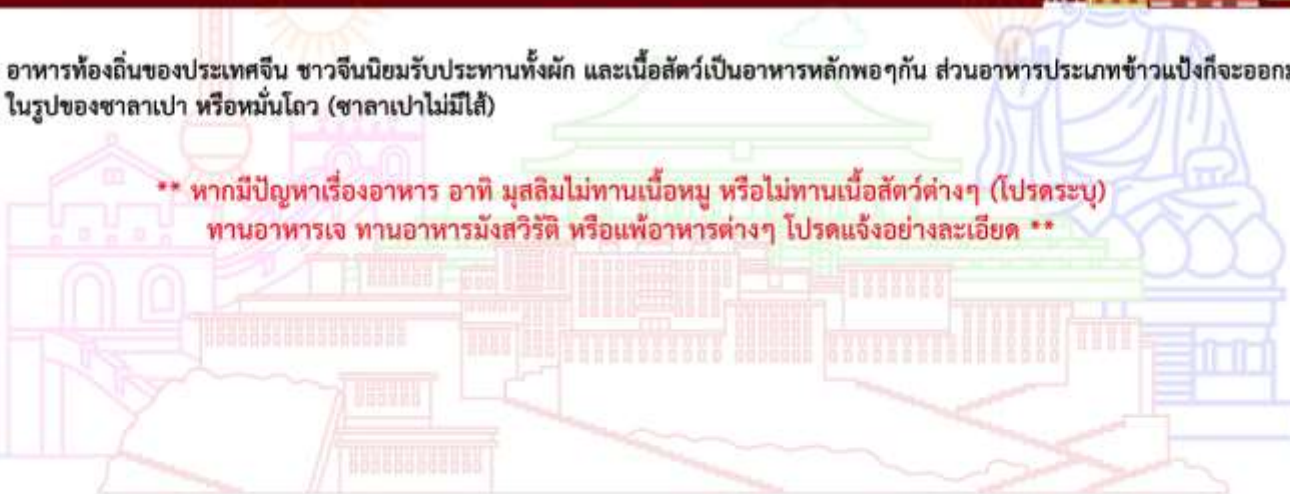 อาหารท้องถิ่นของประเทศจีน ชาวจีนนิยมรับประทานทั้งผัก และเนื้อสัตว์เป็นอาหารหลักพอๆกัน ส่วนอาหารประเภทข้าวแป้งก็จะออก
ในรูปของซาลาเปา หรือหมั่นโถว (ซาลาเปาไม่มีไส้)
** หากมีปัญหาเรื่องอาหาร อาทิ มุสลิมไม่ทานเนื้อหมู หรือไม่ทานเนื้อสัตว์ต่างๆ (โปรดระบุ)
ทานอาหารเจ ทานอาหารมังสวิรัติ หรือแพ้อาหารต่างๆ โปรดแจ้งอย่างละเอียด **